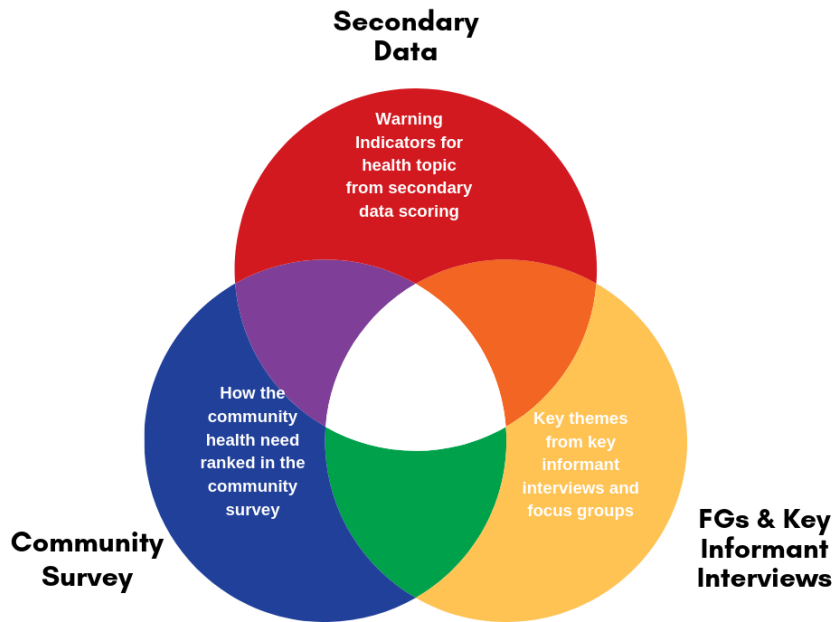 Secondary
Data
Warning
Indicators for
health topic
from secondary
data scoring
How the
community
health need
ranked in the
community
survey
Key themes
from key
informant
interviews and
focus groups
Community
Survey
FGs & Key
Informant
Interviews